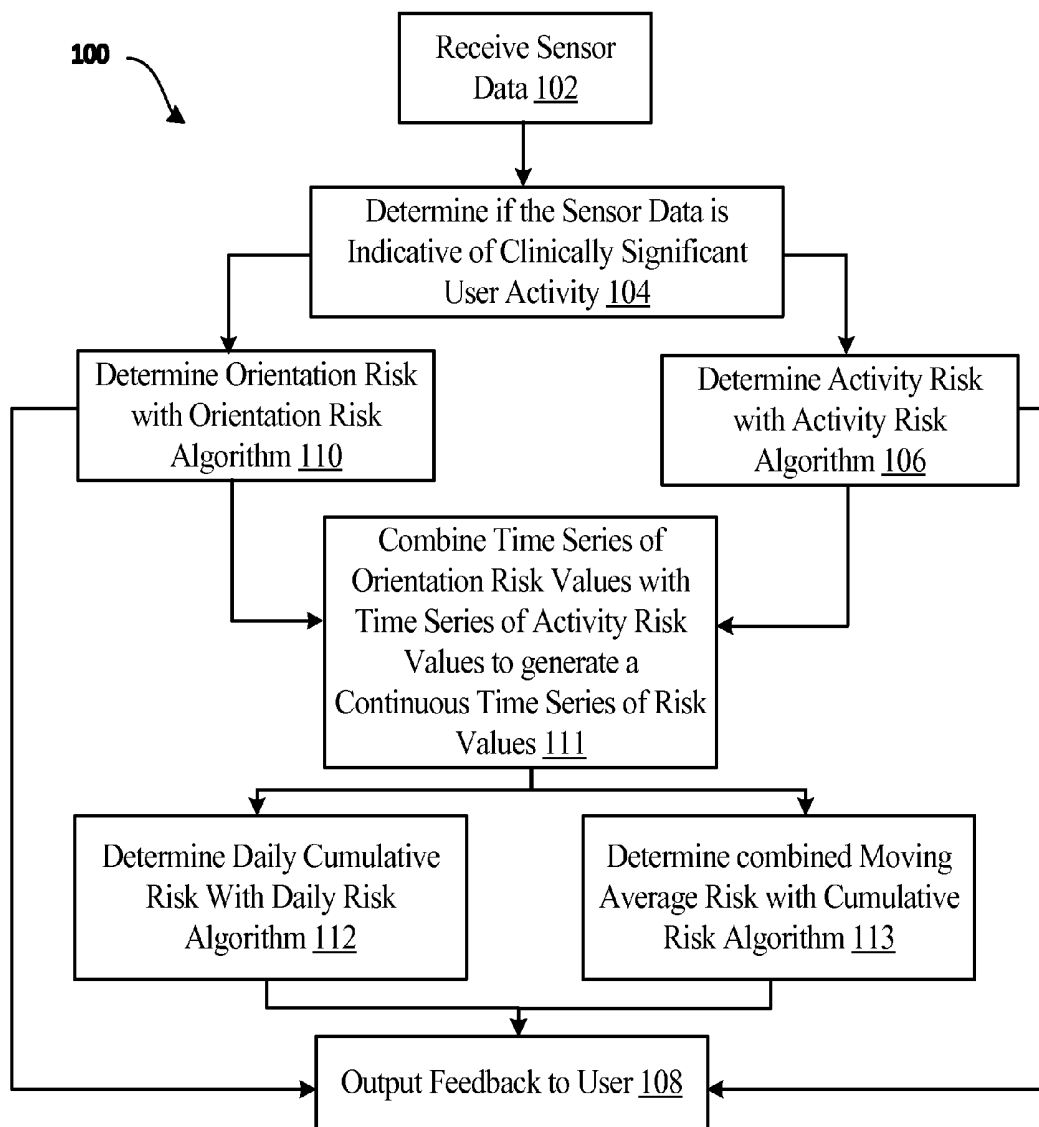 100
Receive Sensor
Data 102
Determine if the Sensor Data is
Indicative of Clinically Significant
User Activity 104
Determine Orientation Risk
with Orientation Risk
Algorithm 110
Determine Activity Risk
with Activity Risk
Algorithm 106
Combine Time Series of
Orientation Risk Values with
Time Series of Activity Risk
Values to generate a
Continuous Time Series of Risk
Values 111
Determine Daily Cumulative
Risk With Daily Risk
Algorithm 112
Determine combined Moving
Average Risk with Cumulative
Risk Algorithm 113
Output Feedback to User 108